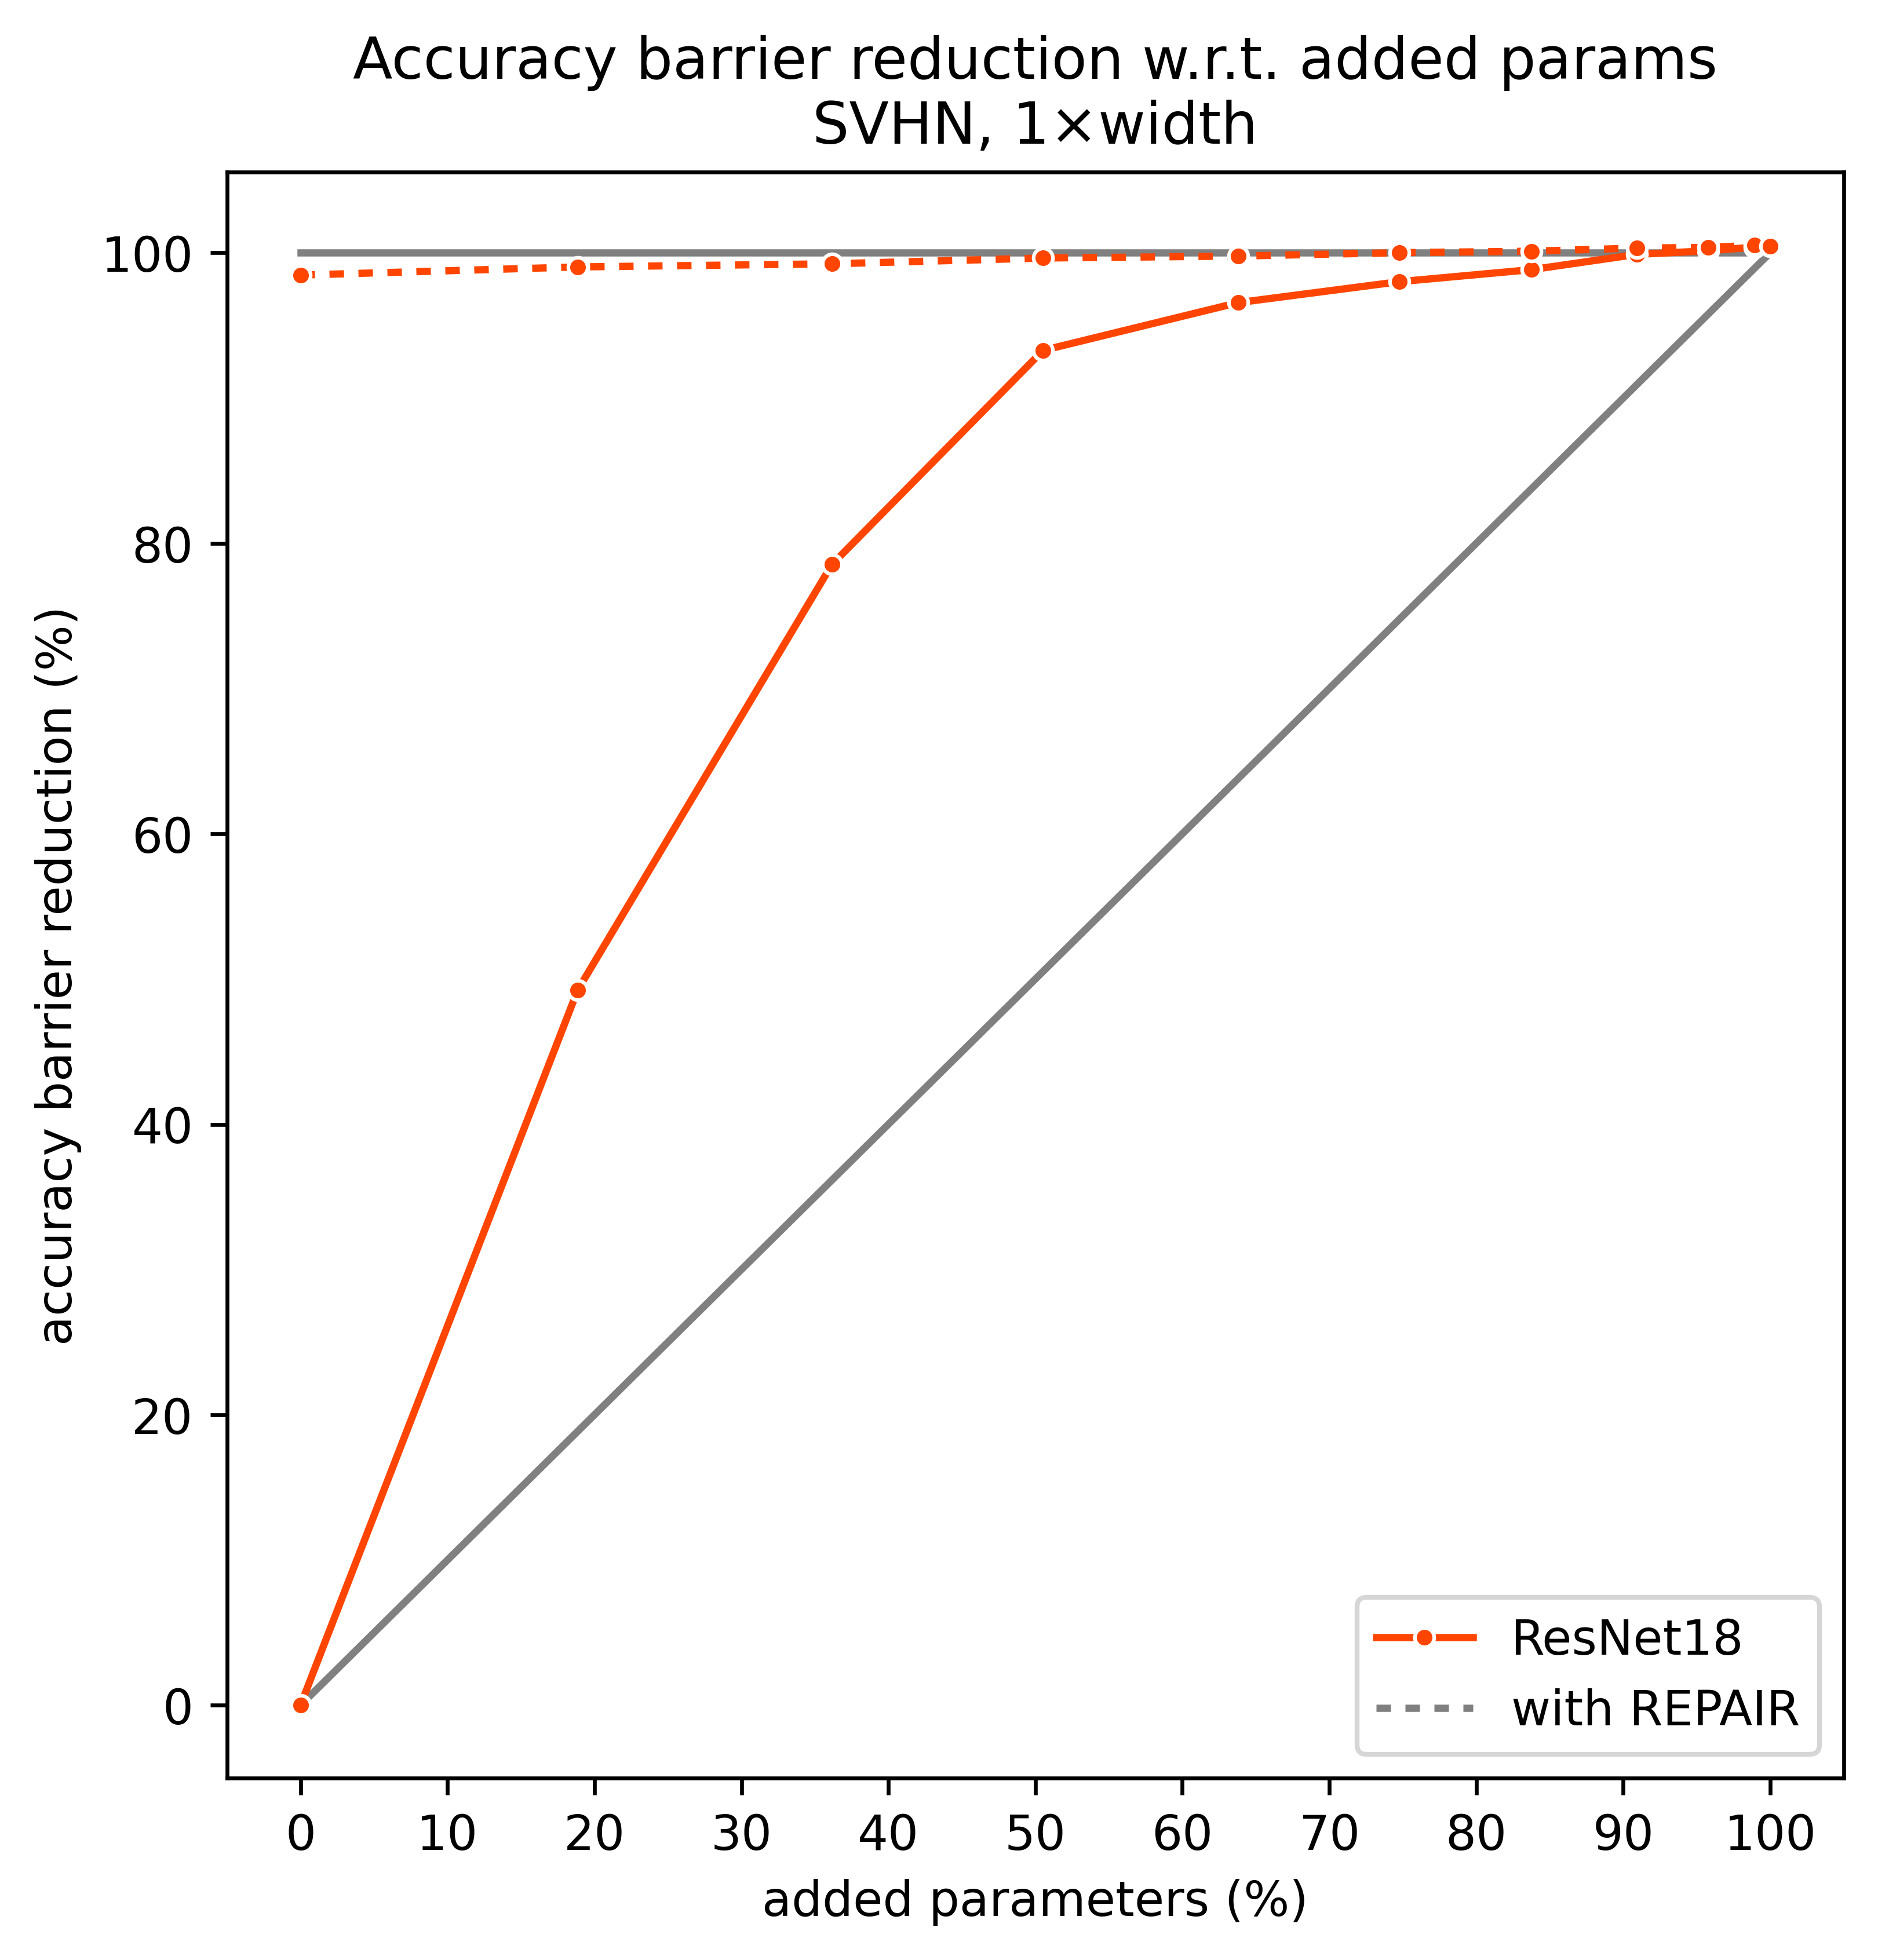 Accuracy barrier reduction w.r.t. added params
SVHN, 1×width
accuracy barrier reduction (%)
100
80
60
40
20
0
0 10 20 30 40 50 60 70 80 90 100
added parameters (%)
ResNet18
with REPAIR